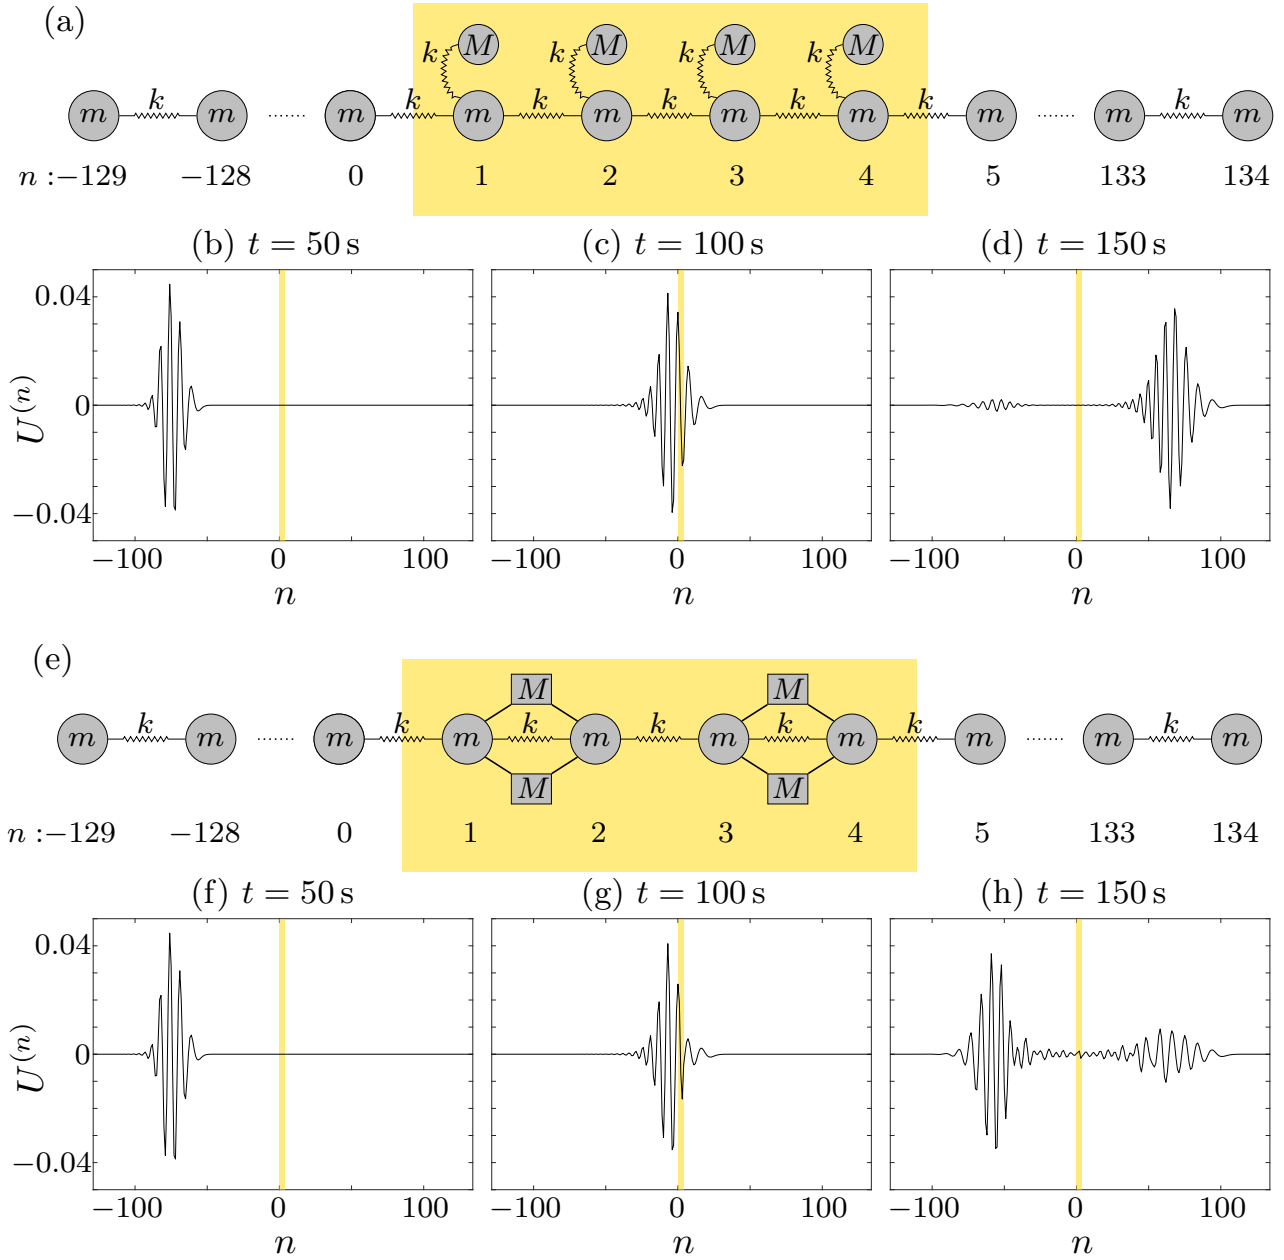 (a)
M M M M
k k k k
m k m ...... m k m k m k m k m k m ...... m k m
n :−129 −128 0 1 2 3 4 5 133 134
(b) t = 50 s (c) t = 100 s (d) t = 150 s
0.04
0
−0.04
U(n)
−100 0 100 −100 0 100 −100 0 100
n n n
(e)
M M
m k m ...... m k m k m k m k m k m ...... m k m
M M
n :−129 −128 0 1 2 3 4 5 133 134
(f) t = 50 s (g) t = 100 s (h) t = 150 s
0.04
0
−0.04
U(n)
−100 0 100 −100 0 100 −100 0 100
n n n